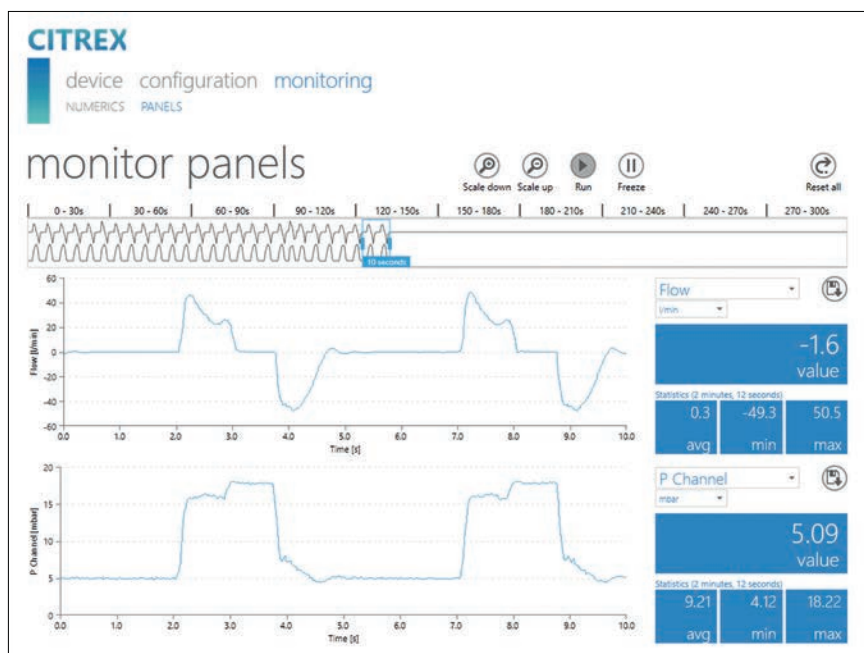 CITREX
device configuration monitoring
NUMERICS PANELS
monitor panels
Scale down Scale up Run Freeze Reset all
0 - 30s 30 - 60s 60 - 90s 90 - 120s 120 - 150s 150 - 180s 180 - 210s 210 - 240s 240 - 270s 270 - 300s
10 seconds
60
40
20
0
-20
-40
-60
Flow [l/min]
0.0 1.0 2.0 3.0 4.0 5.0 6.0 7.0 8.0 9.0 10.0
Time [s]
Flow
l/min
-1.6
value
Statistics (2 minutes, 12 seconds)
0.3 -49.3 50.5
avg min max
20
15
10
5
0
P Channel [mbar]
0.0 1.0 2.0 3.0 4.0 5.0 6.0 7.0 8.0 9.0 10.0
Time [s]
P Channel
mbar
5.09
value
Statistics (2 minutes, 12 seconds)
9.21 4.12 18.22
avg min max